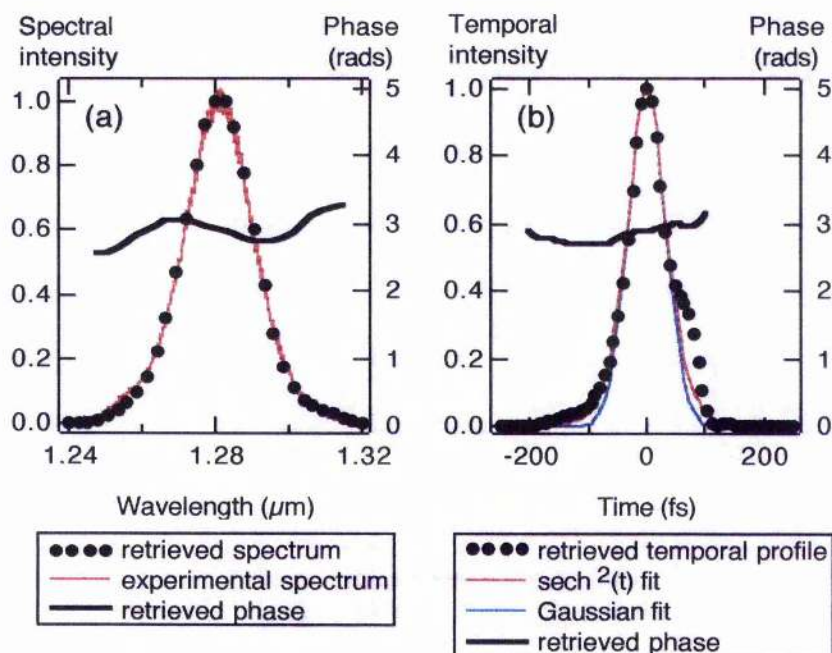 Spectral intensity
Phase (rads)
(a)
1.0
0.8
0.6
0.4
0.2
0.0
5
4
3
2
1
0
1.24
1.28
1.32
Wavelength (µm)
retrieved spectrum
experimental spectrum
retrieved phase
Temporal intensity
Phase (rads)
(b)
1.0
0.8
0.6
0.4
0.2
0.0
5
4
3
2
1
0
-200
0
200
Time (fs)
retrieved temporal profile
sech ²(t) fit
Gaussian fit
retrieved phase